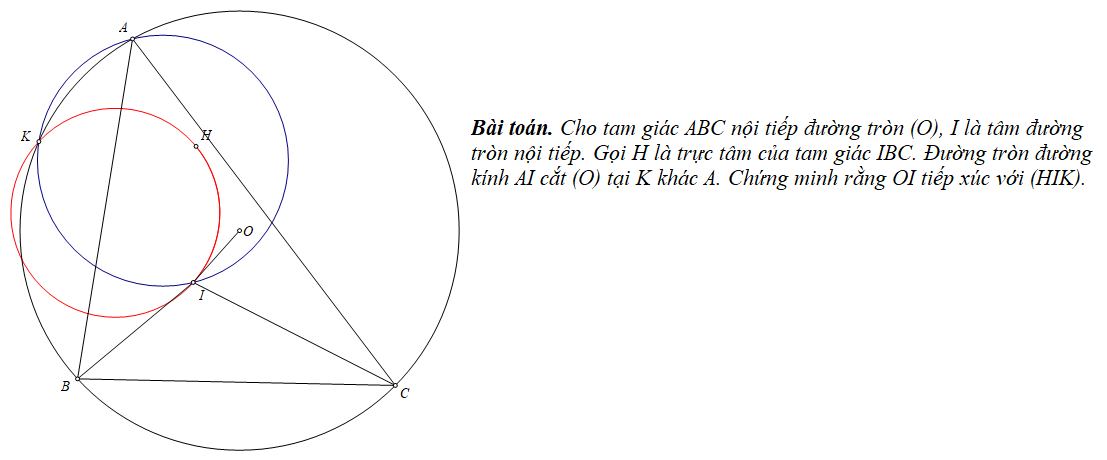 A
K
H
Bài toán. Cho tam giác ABC nội tiếp đường tròn (O), I là tâm đường
tròn nội tiếp. Gọi H là trực tâm của tam giác IBC. Đường tròn đường
kính AI cắt (O) tại K khác A. Chứng minh rằng OI tiếp xúc với (HIK).
O
I
B
C